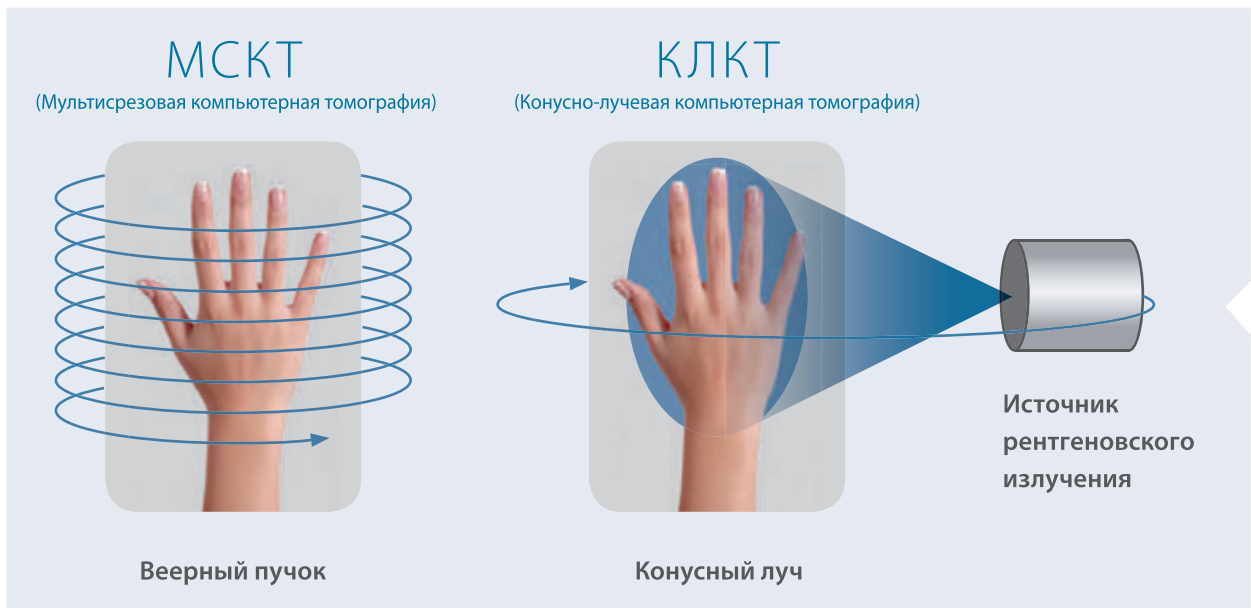 МСКТ
(Мультисрезовая компьютерная томография)
КЛКТ
(Конусно-лучевая компьютерная томография)
Источник
рентгеновского
излучения
Веерный пучок
Конусный луч